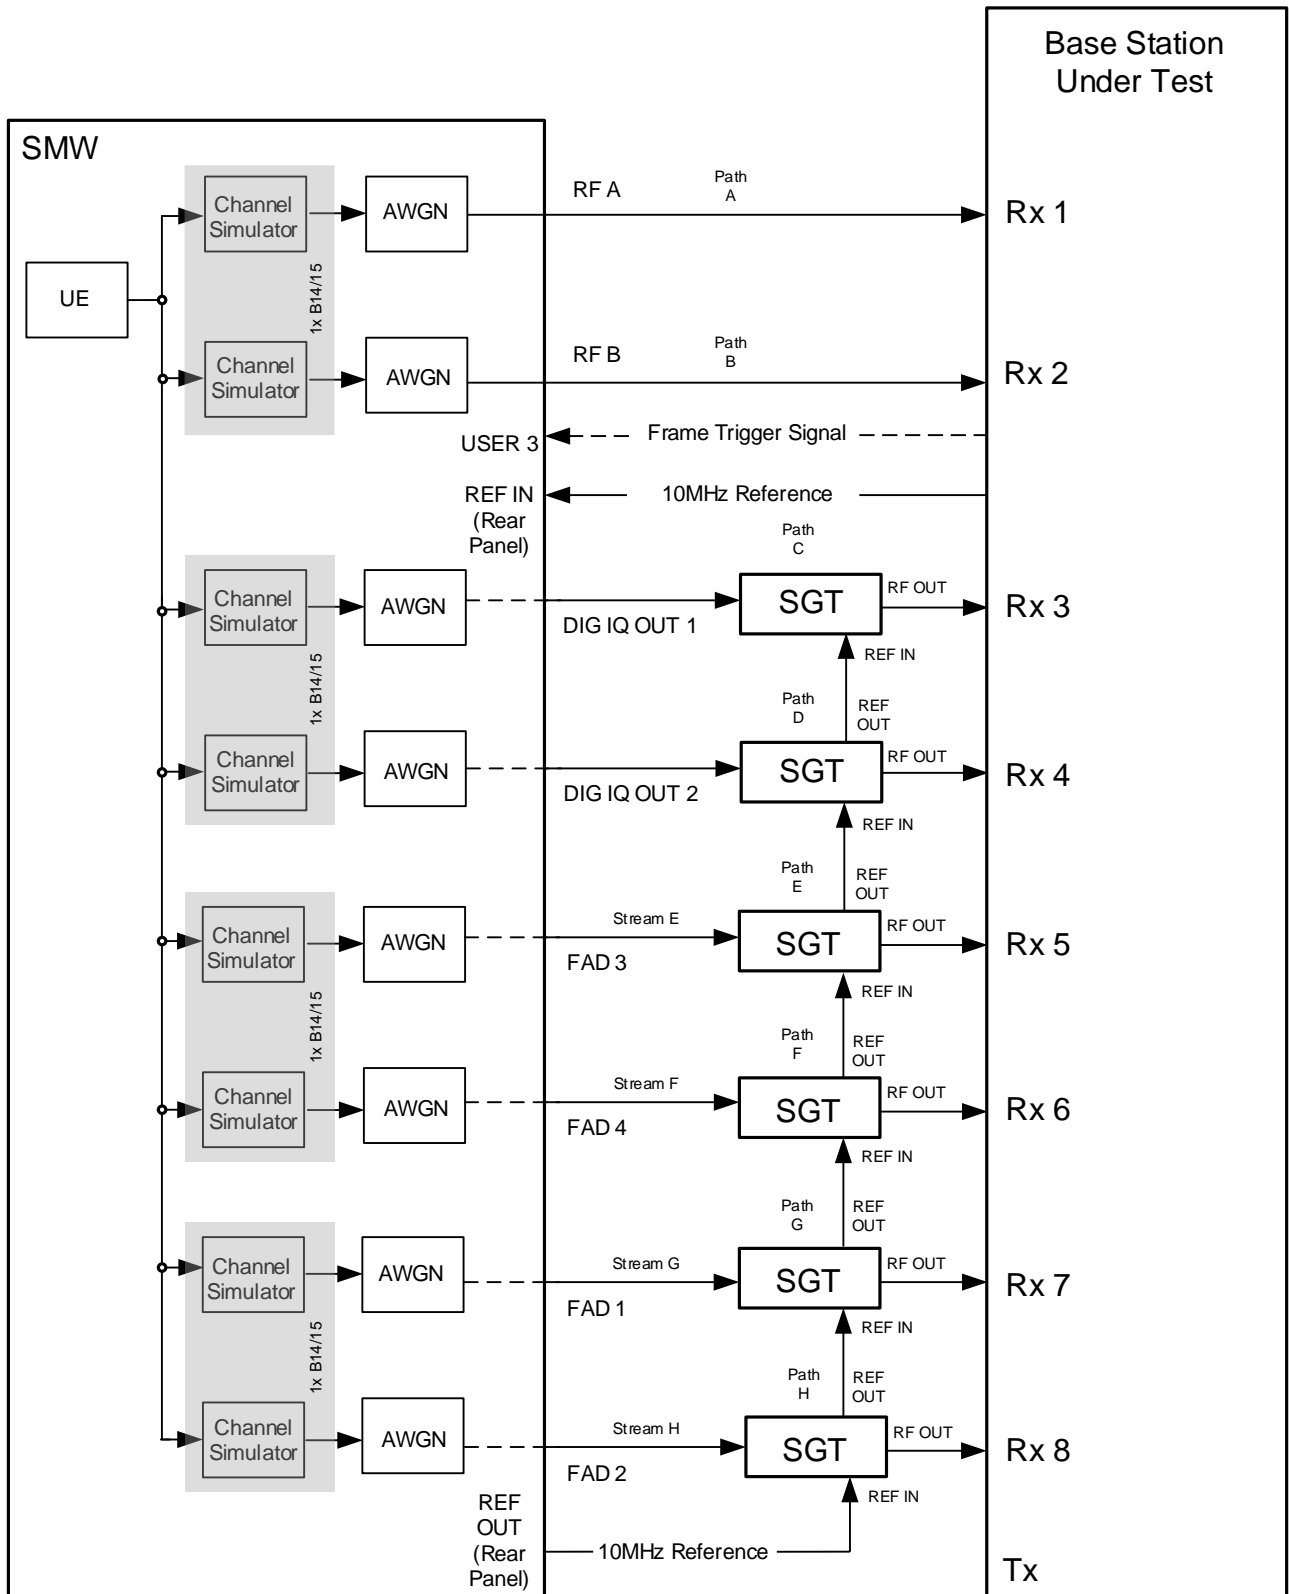 Base Station
Under Test
SMW
Channel
Simulator
AWGN
RF A
Path
A
Rx 1
UE
1x B14/15
Channel
Simulator
AWGN
RF B
Path
B
Rx 2
USER 3
Frame Trigger Signal
REF IN
(Rear
Panel)
10MHz Reference
Path
C
Channel
Simulator
AWGN
DIG IQ OUT 1
SGT
RF OUT
Rx 3
REF IN
1x B14/15
Path
D
REF
OUT
Channel
Simulator
AWGN
DIG IQ OUT 2
SGT
RF OUT
Rx 4
REF IN
Path
E
REF
OUT
Channel
Simulator
AWGN
Stream E
FAD 3
SGT
RF OUT
Rx 5
REF IN
1x B14/15
Path
F
REF
OUT
Channel
Simulator
AWGN
Stream F
FAD 4
SGT
RF OUT
Rx 6
REF IN
Path
G
REF
OUT
Channel
Simulator
AWGN
Stream G
FAD 1
SGT
RF OUT
Rx 7
REF IN
1x B14/15
Path
H
REF
OUT
Channel
Simulator
AWGN
Stream H
FAD 2
SGT
RF OUT
Rx 8
REF IN
REF
OUT
(Rear
Panel)
10MHz Reference
Tx